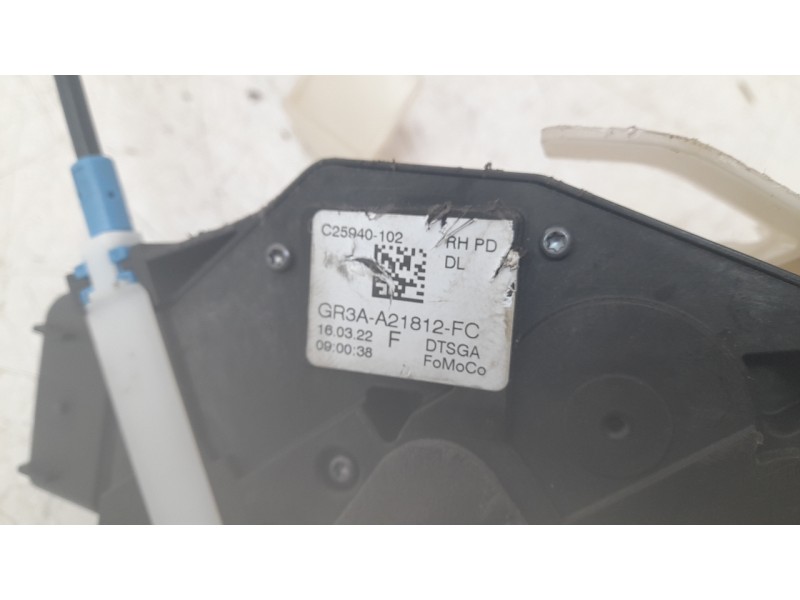 C25940-102 RH PD
DL
GR3A-A21812-FC
16.03.22 F DTSGA
09:00:38 FoMoCo